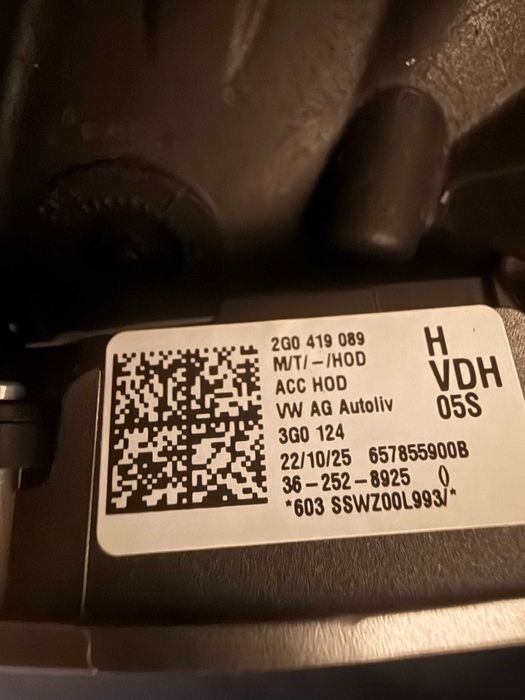 2G0 419 089
M/T/-/HOD
ACC HOD
VW AG Autoliv
3G0 124
22/10/25 657855900B
36-252-8925 ()
*603 SSWZ00L993/*
H
VDH
05S